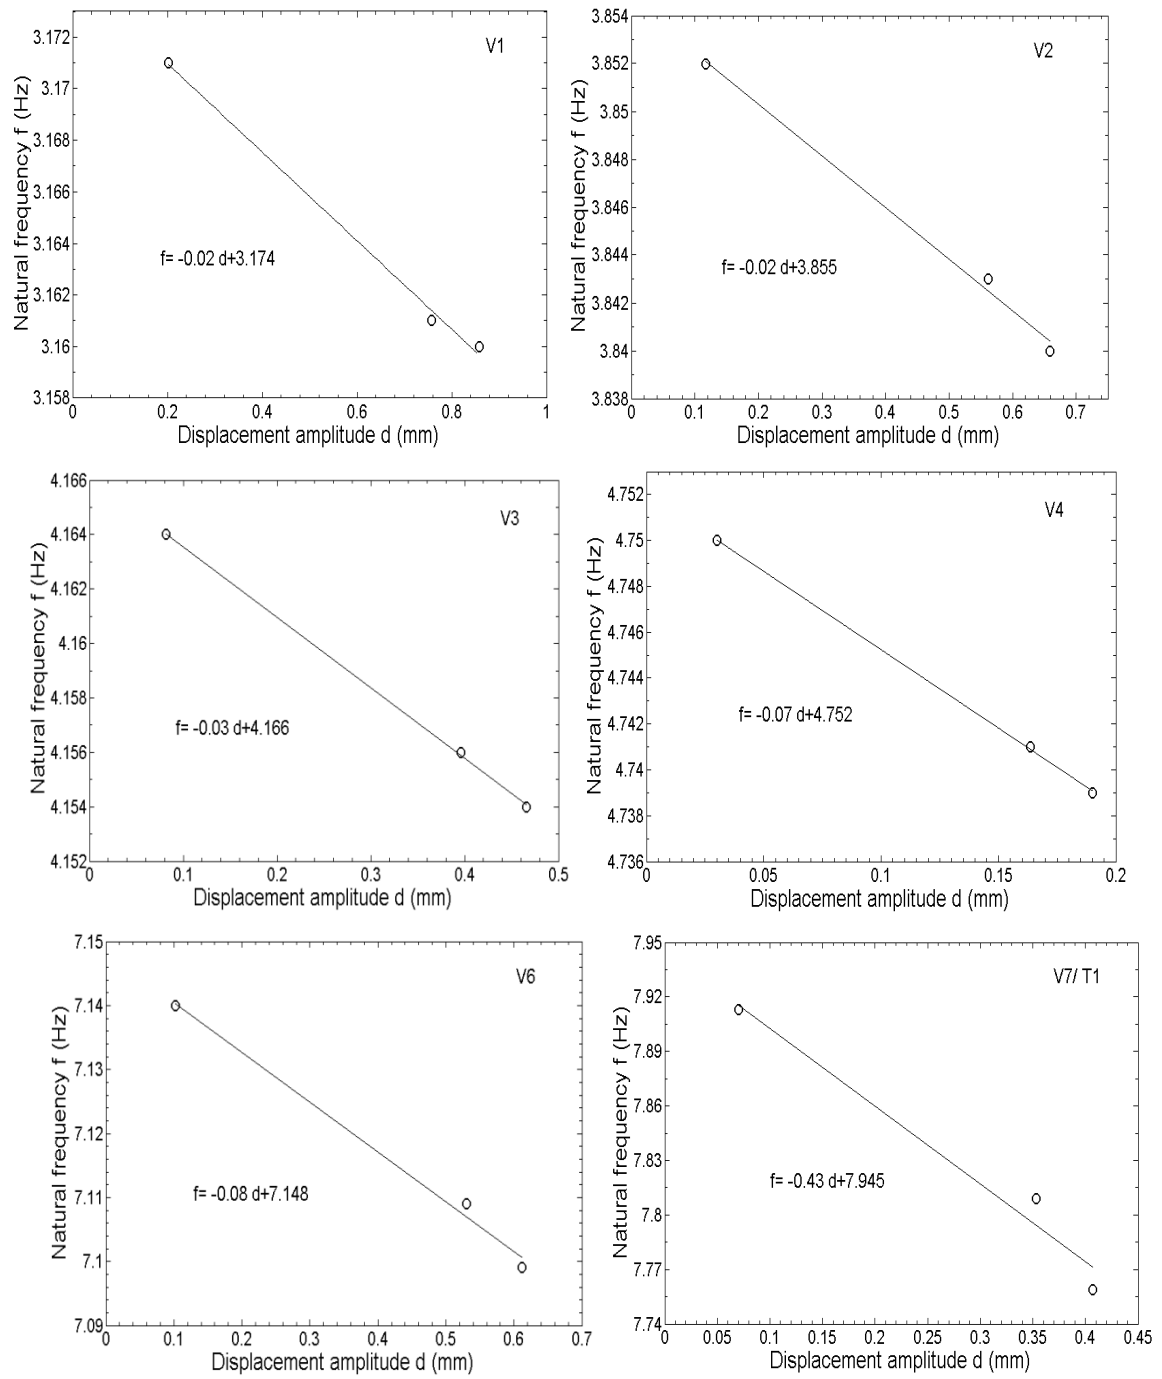 V1
Natural frequency f (Hz)
3.172
3.17
3.168
3.166
3.164
3.162
3.16
3.158
f= -0.02 d+3.174
0 0.2 0.4 0.6 0.8 1
Displacement amplitude d (mm)
V2
Natural frequency f (Hz)
3.854
3.852
3.85
3.848
3.846
3.844
3.842
3.84
3.838
f= -0.02 d+3.855
0 0.1 0.2 0.3 0.4 0.5 0.6 0.7
Displacement amplitude d (mm)
V3
Natural frequency f (Hz)
4.166
4.164
4.162
4.16
4.158
4.156
4.154
4.152
f= -0.03 d+4.166
0 0.1 0.2 0.3 0.4 0.5
Displacement amplitude d (mm)
V4
Natural frequency f (Hz)
4.752
4.75
4.748
4.746
4.744
4.742
4.74
4.738
4.736
f= -0.07 d+4.752
0 0.05 0.1 0.15 0.2
Displacement amplitude d (mm)
V6
Natural frequency f (Hz)
7.15
7.14
7.13
7.12
7.11
7.1
7.09
f= -0.08 d+7.148
0 0.1 0.2 0.3 0.4 0.5 0.6 0.7
Displacement amplitude d (mm)
V7/ T1
Natural frequency f (Hz)
7.95
7.92
7.89
7.86
7.83
7.8
7.77
7.74
f= -0.43 d+7.945
0 0.05 0.1 0.15 0.2 0.25 0.3 0.35 0.4 0.45
Displacement amplitude d (mm)